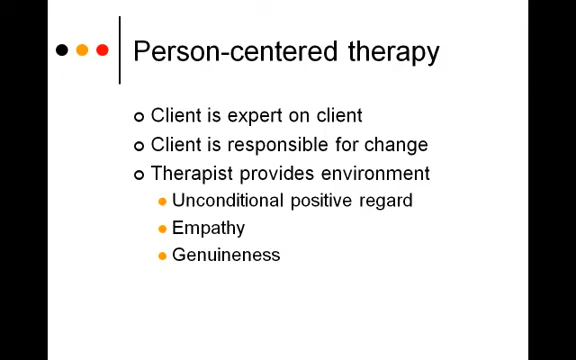 Person-centered therapy
Client is expert on client
Client is responsible for change
Therapist provides environment
Unconditional positive regard
Empathy
Genuineness